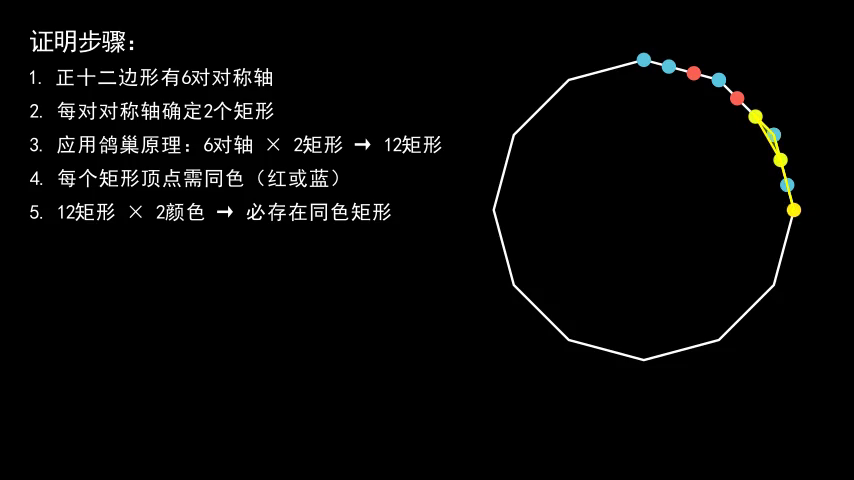 证明步骤：
1. 正十二边形有6对对称轴
2. 每对对称轴确定2个矩形
3. 应用鸽巢原理：6对轴 × 2矩形 → 12矩形
4. 每个矩形顶点需同色（红或蓝）
5. 12矩形 × 2颜色 → 必存在同色矩形